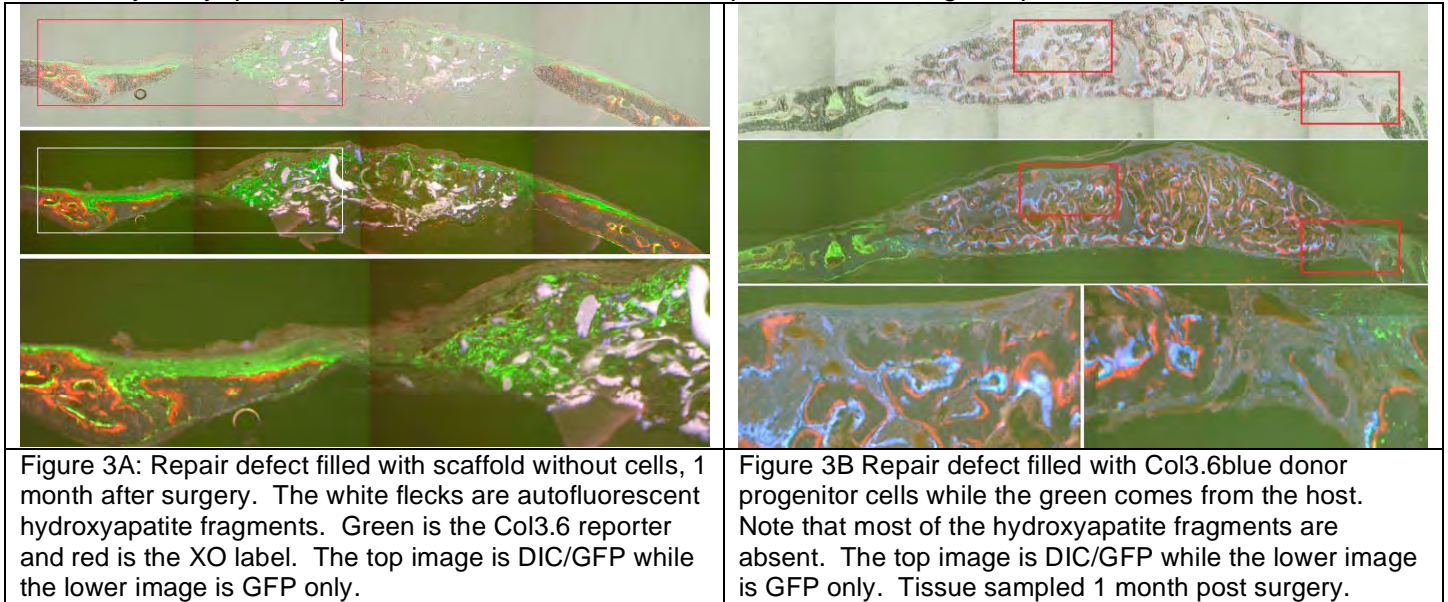 Figure 3A: Repair defect filled with scaffold without cells, 1
month after surgery.  The white flecks are autofluorescent
hydroxyapatite fragments.  Green is the Col3.6 reporter
and red is the XO label.  The top image is DIC/GFP while
the lower image is GFP only.
Figure 3B Repair defect filled with Col3.6blue donor
progenitor cells while the green comes from the host.
Note that most of the hydroxyapatite fragments are
absent.  The top image is DIC/GFP while the lower image
is GFP only.  Tissue sampled 1 month post surgery.